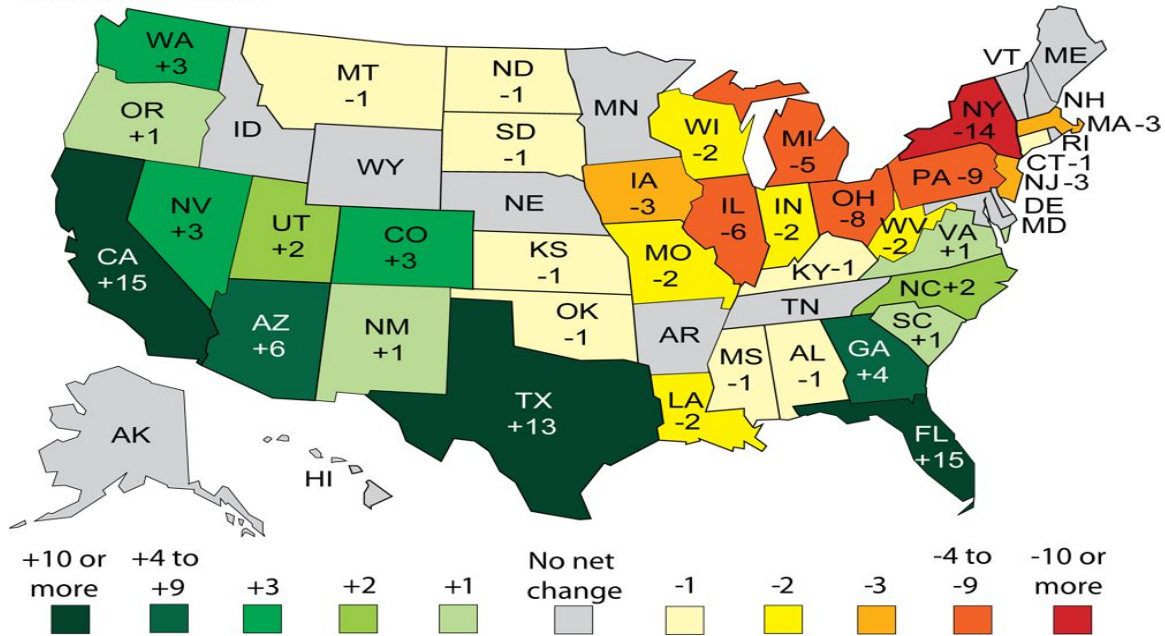 WA
+3
MT
-1
ND
-1
MN
VT
ME
OR
+1
ID
SD
-1
WI
-2
MI
-5
NY
-14
NH
MA -3
RI
CT -1
WY
IA
-3
PA -9
NJ -3
DE
MD
NV
+3
UT
+2
CO
+3
NE
IL
-6
IN
-2
OH
-8
WV
-2
VA
+1
CA
+15
KS
-1
MO
-2
KY -1
NC+2
AZ
+6
NM
+1
OK
-1
AR
TN
SC
+1
MS
-1
AL
-1
GA
+4
TX
+13
LA
-2
FL
+15
AK
HI
+10 or
more
+4 to
+9
+3
+2
+1
No net
change
-1
-2
-3
-4 to
-9
-10 or
more